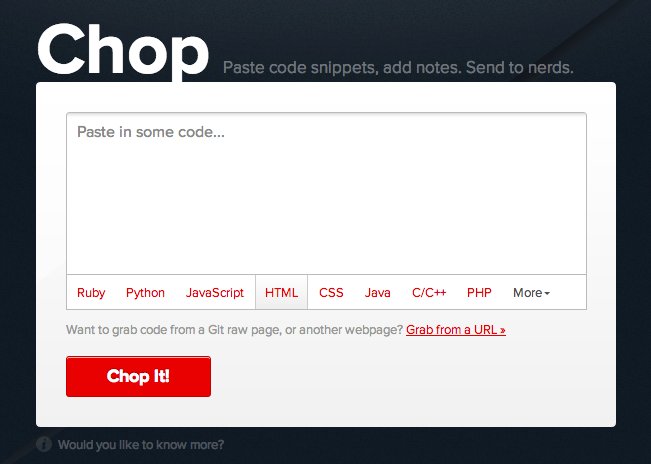 Chop Paste code snippets, add notes. Send to nerds.
Paste in some code...
Ruby Python JavaScript HTML CSS Java C/C++ PHP More
Want to grab code from a Git raw page, or another webpage? Grab from a URL »
Chop It!
i Would you like to know more?